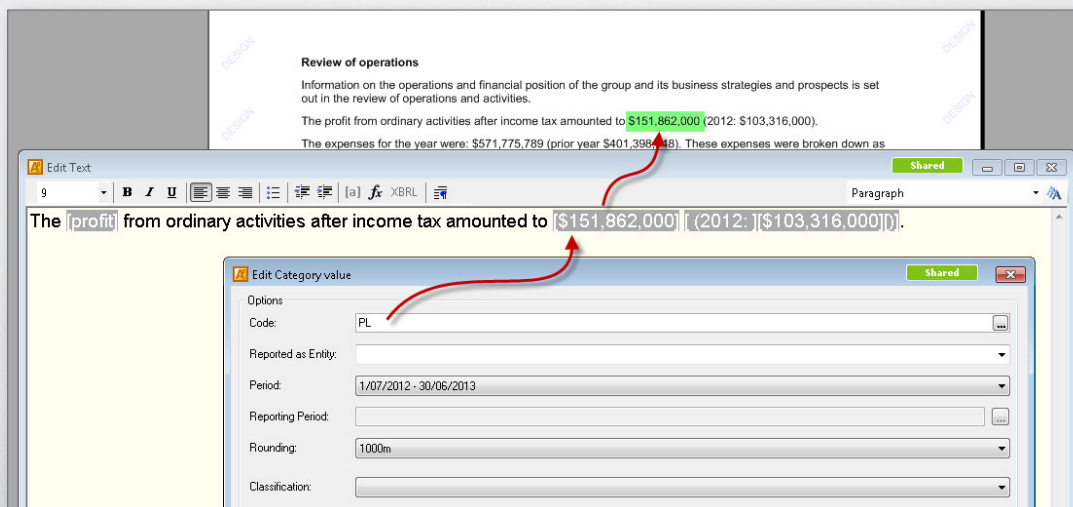 DESIGN
DESIGN
Review of operations
Information on the operations and financial position of the group and its business strategies and prospects is set
out in the review of operations and activities.
DESIGN
DESIGN
The profit from ordinary activities after income tax amounted to $151,862,000 (2012: $103,316,000).
The expenses for the year were: $571,775,789 (prior year $401,398, 48). These expenses were broken down as
Edit Text
Shared
9
B I U
[a] fx XBRL
Paragraph
The [profit] from ordinary activities after income tax amounted to [$151,862,000] [ (2012: ][$103,316,000][)].
Edit Category value
Shared
Options
Code:
PL
...
Reported as Entity:
Period:
1/07/2012 - 30/06/2013
Reporting Period:
...
Rounding:
1000m
Classification: